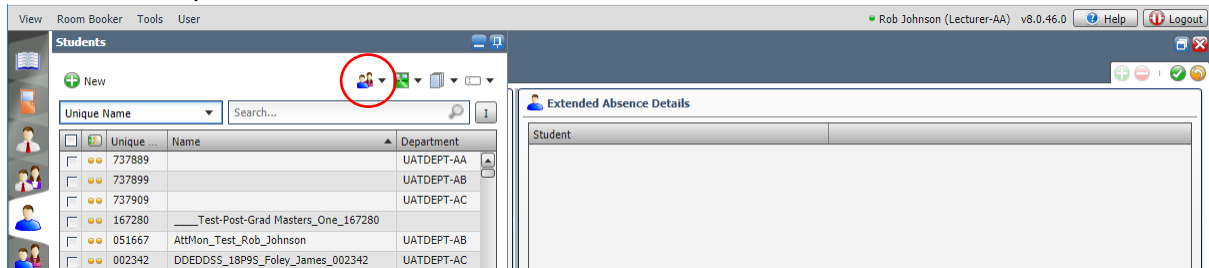 View Room Booker Tools User Rob Johnson (Lecturer-AA) v8.0.46.0 Help Logout
Students
New
Unique Name Search... I
Extended Absence Details
Unique ... Name Department
Student
737889 UATDEPT-AA
737899 UATDEPT-AB
737909 UATDEPT-AC
167280 ____Test-Post-Grad Masters_One_167280
051667 AttMon_Test_Rob_Johnson UATDEPT-AB
002342 DDEDDSS_18P9S_Foley_James_002342 UATDEPT-AC